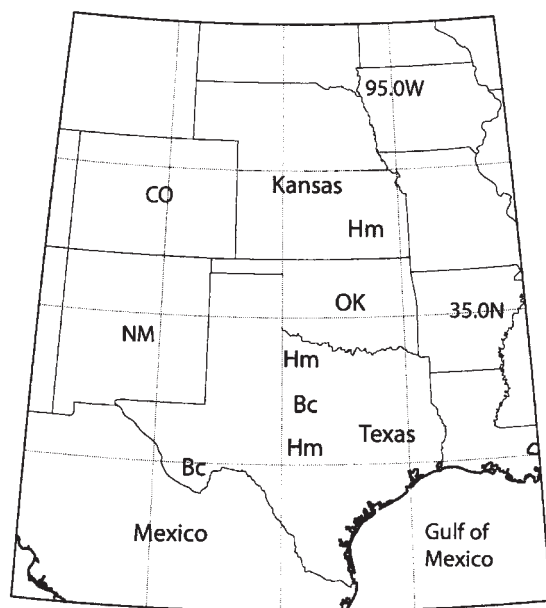 95.0W
CO
Kansas
Hm
OK
35.0N
NM
Hm
Bc
Texas
Hm
Bc
Mexico
Gulf of
Mexico